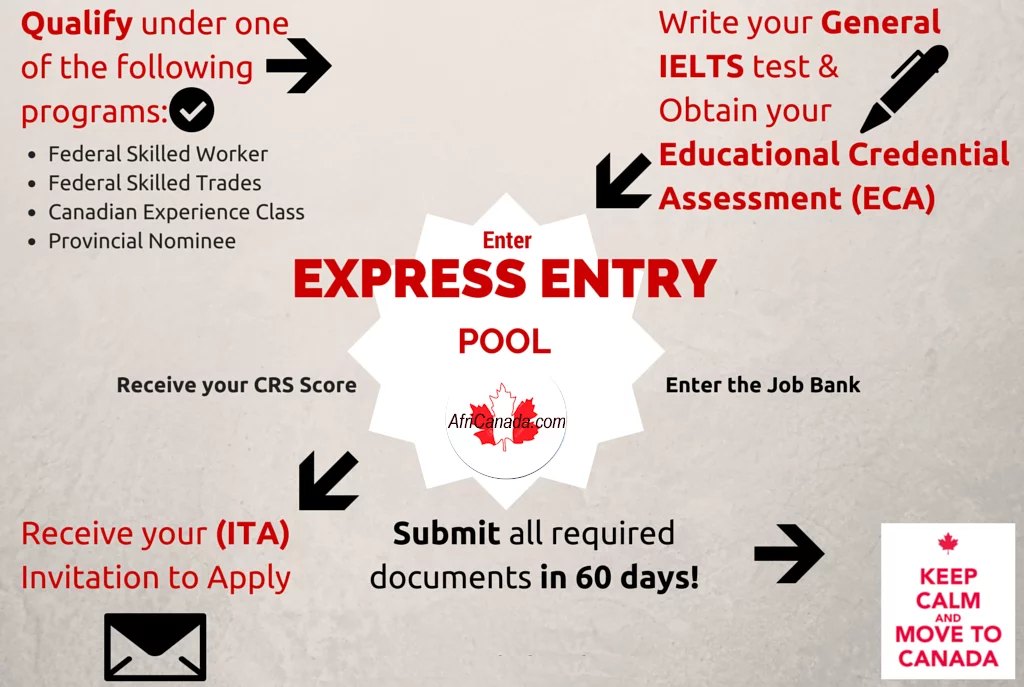 Qualify under one
of the following
programs:
• Federal Skilled Worker
• Federal Skilled Trades
• Canadian Experience Class
• Provincial Nominee
Write your General
IELTS test &
Obtain your
Educational Credential
Assessment (ECA)
Enter
EXPRESS ENTRY
POOL
Receive your CRS Score
Enter the Job Bank
AfriCanada.com
Receive your (ITA)
Invitation to Apply
Submit all required
documents in 60 days!
KEEP
CALM
AND
MOVE TO
CANADA